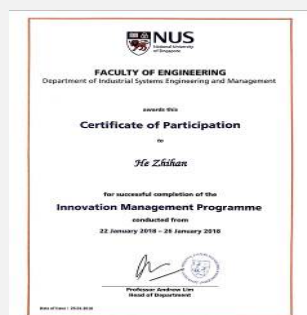 NUS
National University
of Singapore
FACULTY OF ENGINEERING
Department of Industrial Systems Engineering and Management
awards this
Certificate of Participation
to
He Zhihan
for successful completion of the
Innovation Management Programme
conducted from
22 January 2018 – 26 January 2018
Professor Andrew Lim
Head of Department